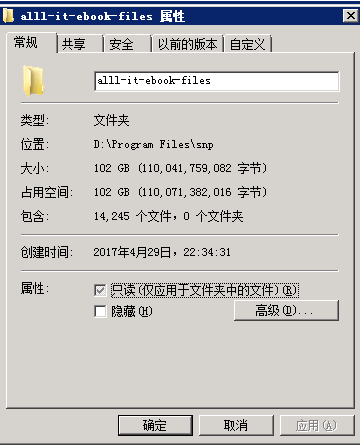 alll-it-ebook-files 属性
常规 共享 安全 以前的版本 自定义
alll-it-ebook-files
类型: 文件夹
位置: D:\Program Files\snp
大小: 102 GB (110,041,759,082 字节)
占用空间: 102 GB (110,071,382,016 字节)
包含: 14,245 个文件，0 个文件夹
创建时间: 2017年4月29日，22:34:31
属性: 只读(仅应用于文件夹中的文件)(R)
隐藏(H) 高级(D)...
确定 取消 应用(A)